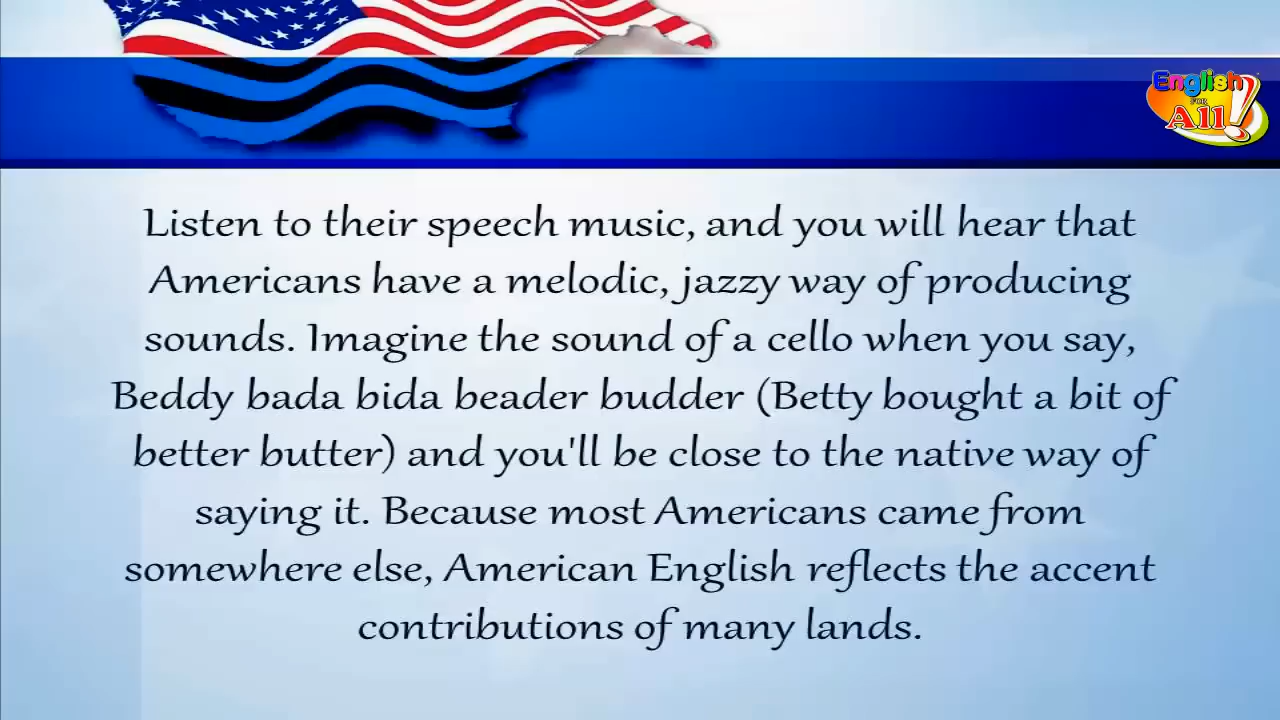 English
FOR
All!
Listen to their speech music, and you will hear that
Americans have a melodic, jazzy way of producing
sounds. Imagine the sound of a cello when you say,
Beddy bada bida beader budder (Betty bought a bit of
better butter) and you'll be close to the native way of
saying it. Because most Americans came from
somewhere else, American English reflects the accent
contributions of many lands.